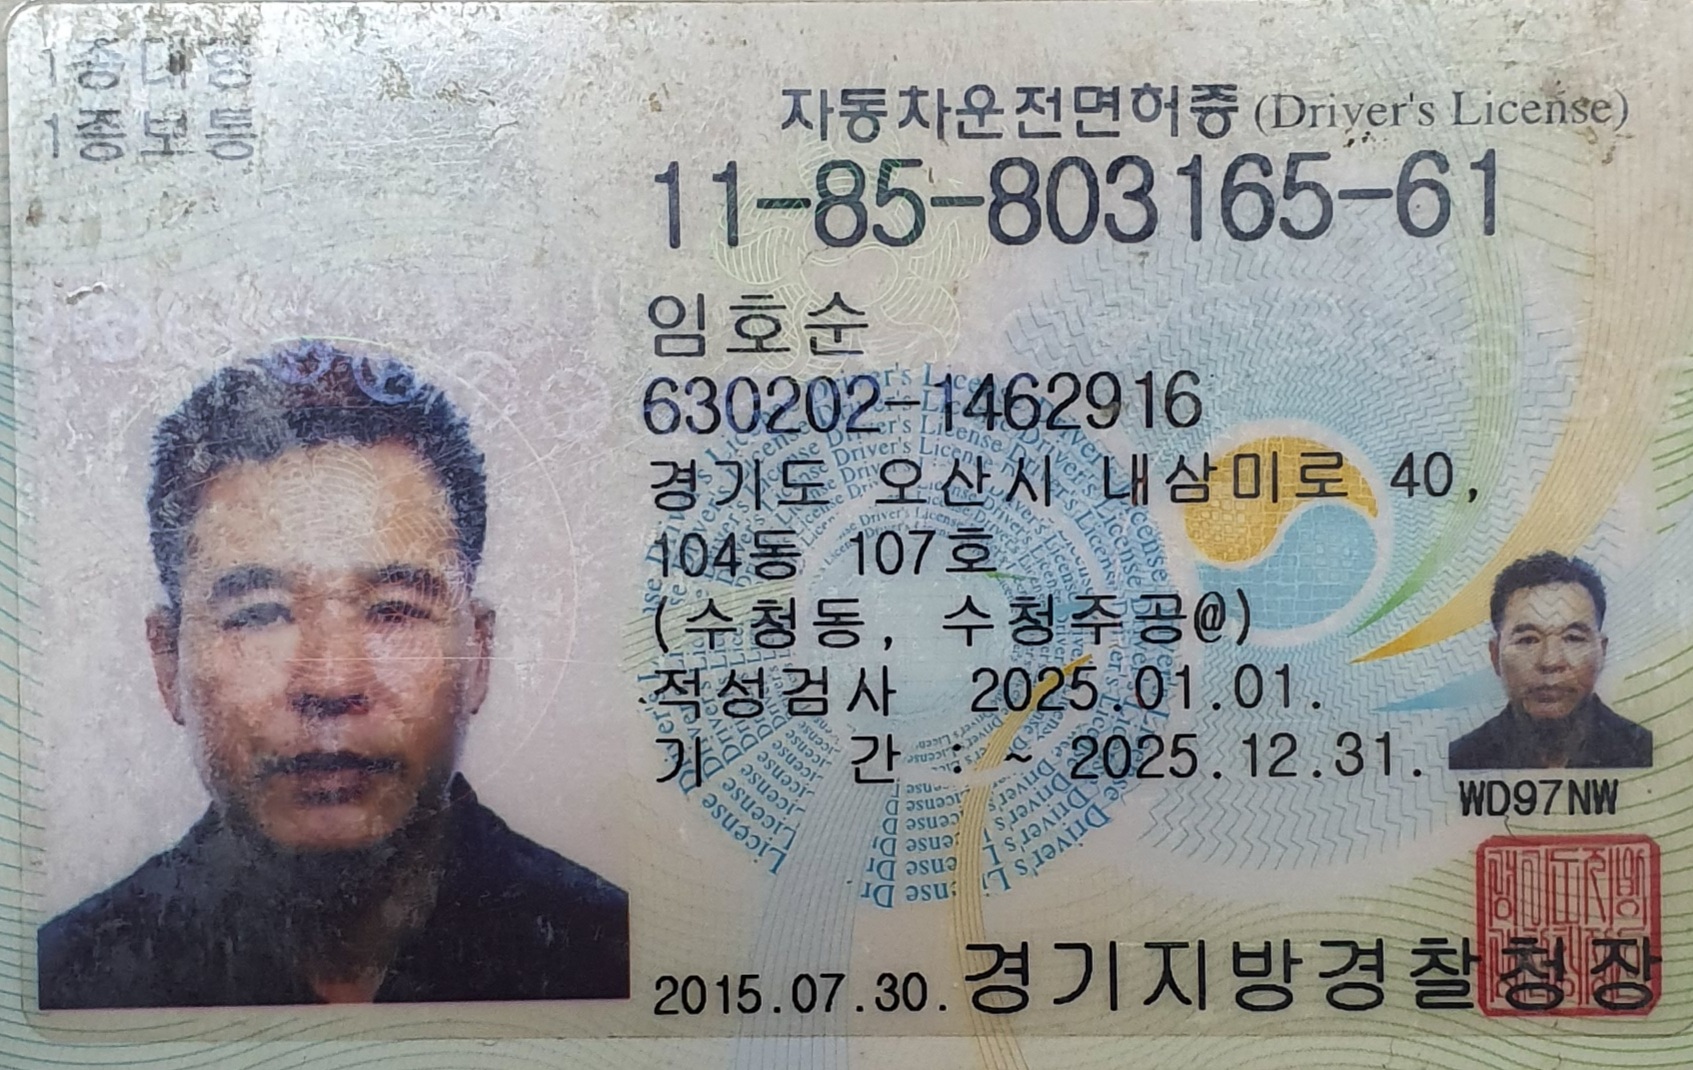 1종대형
1종보통
자동차운전면허증 (Driver's License)
11-85-803165-61
임호순
630202-1462916
경기도 오산시 내삼미로 40,
104동 107호
(수청동, 수청주공@)
적성검사 2025.01.01.
기 간 : ~ 2025.12.31.
WD97NW
2015.07.30. 경기지방경찰청장